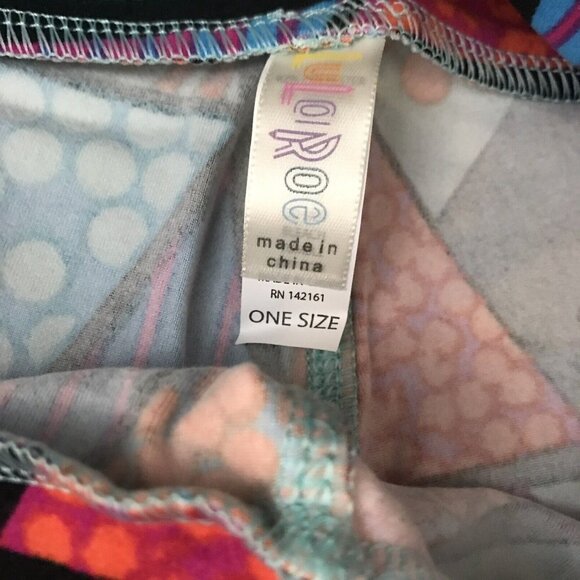 LuLaRoe
made in
china
RN 142161
ONE SIZE